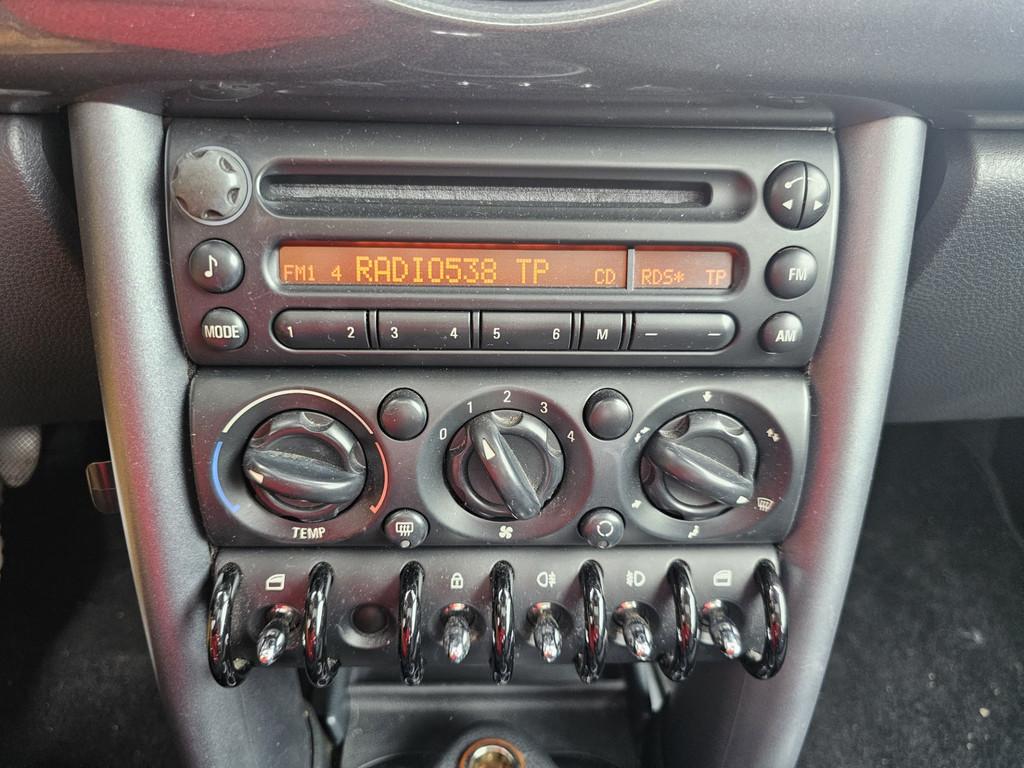 FM1 4 RADIO538 TP CD RDS* TP
FM
MODE
1 2 3 4 5 6 M — —
AM
0 1 2 3 4
TEMP